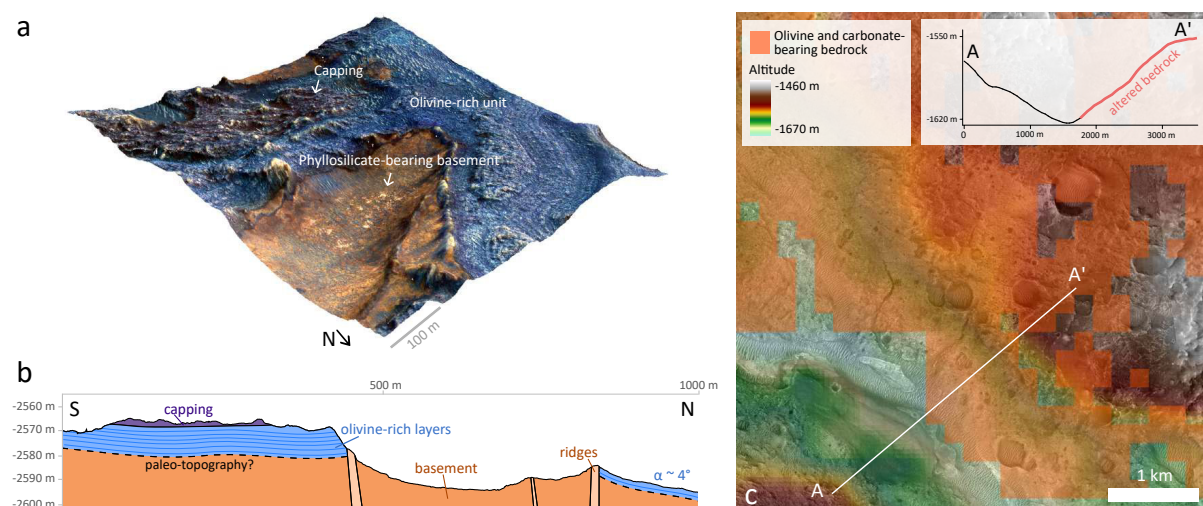 a
Capping
Olivine-rich unit
Phyllosilicate-bearing basement
N
100 m
b
500 m
1000 m
-2560 m
-2570 m
-2580 m
-2590 m
-2600 m
S
N
capping
olivine-rich layers
paleo-topography?
basement
ridges
α ~ 4°
Olivine and carbonate-
bearing bedrock
Altitude
-1460 m
-1670 m
-1550 m
-1620 m
A
A'
altered bedrock
0
1000 m
2000 m
3000 m
A'
A
1 km
c